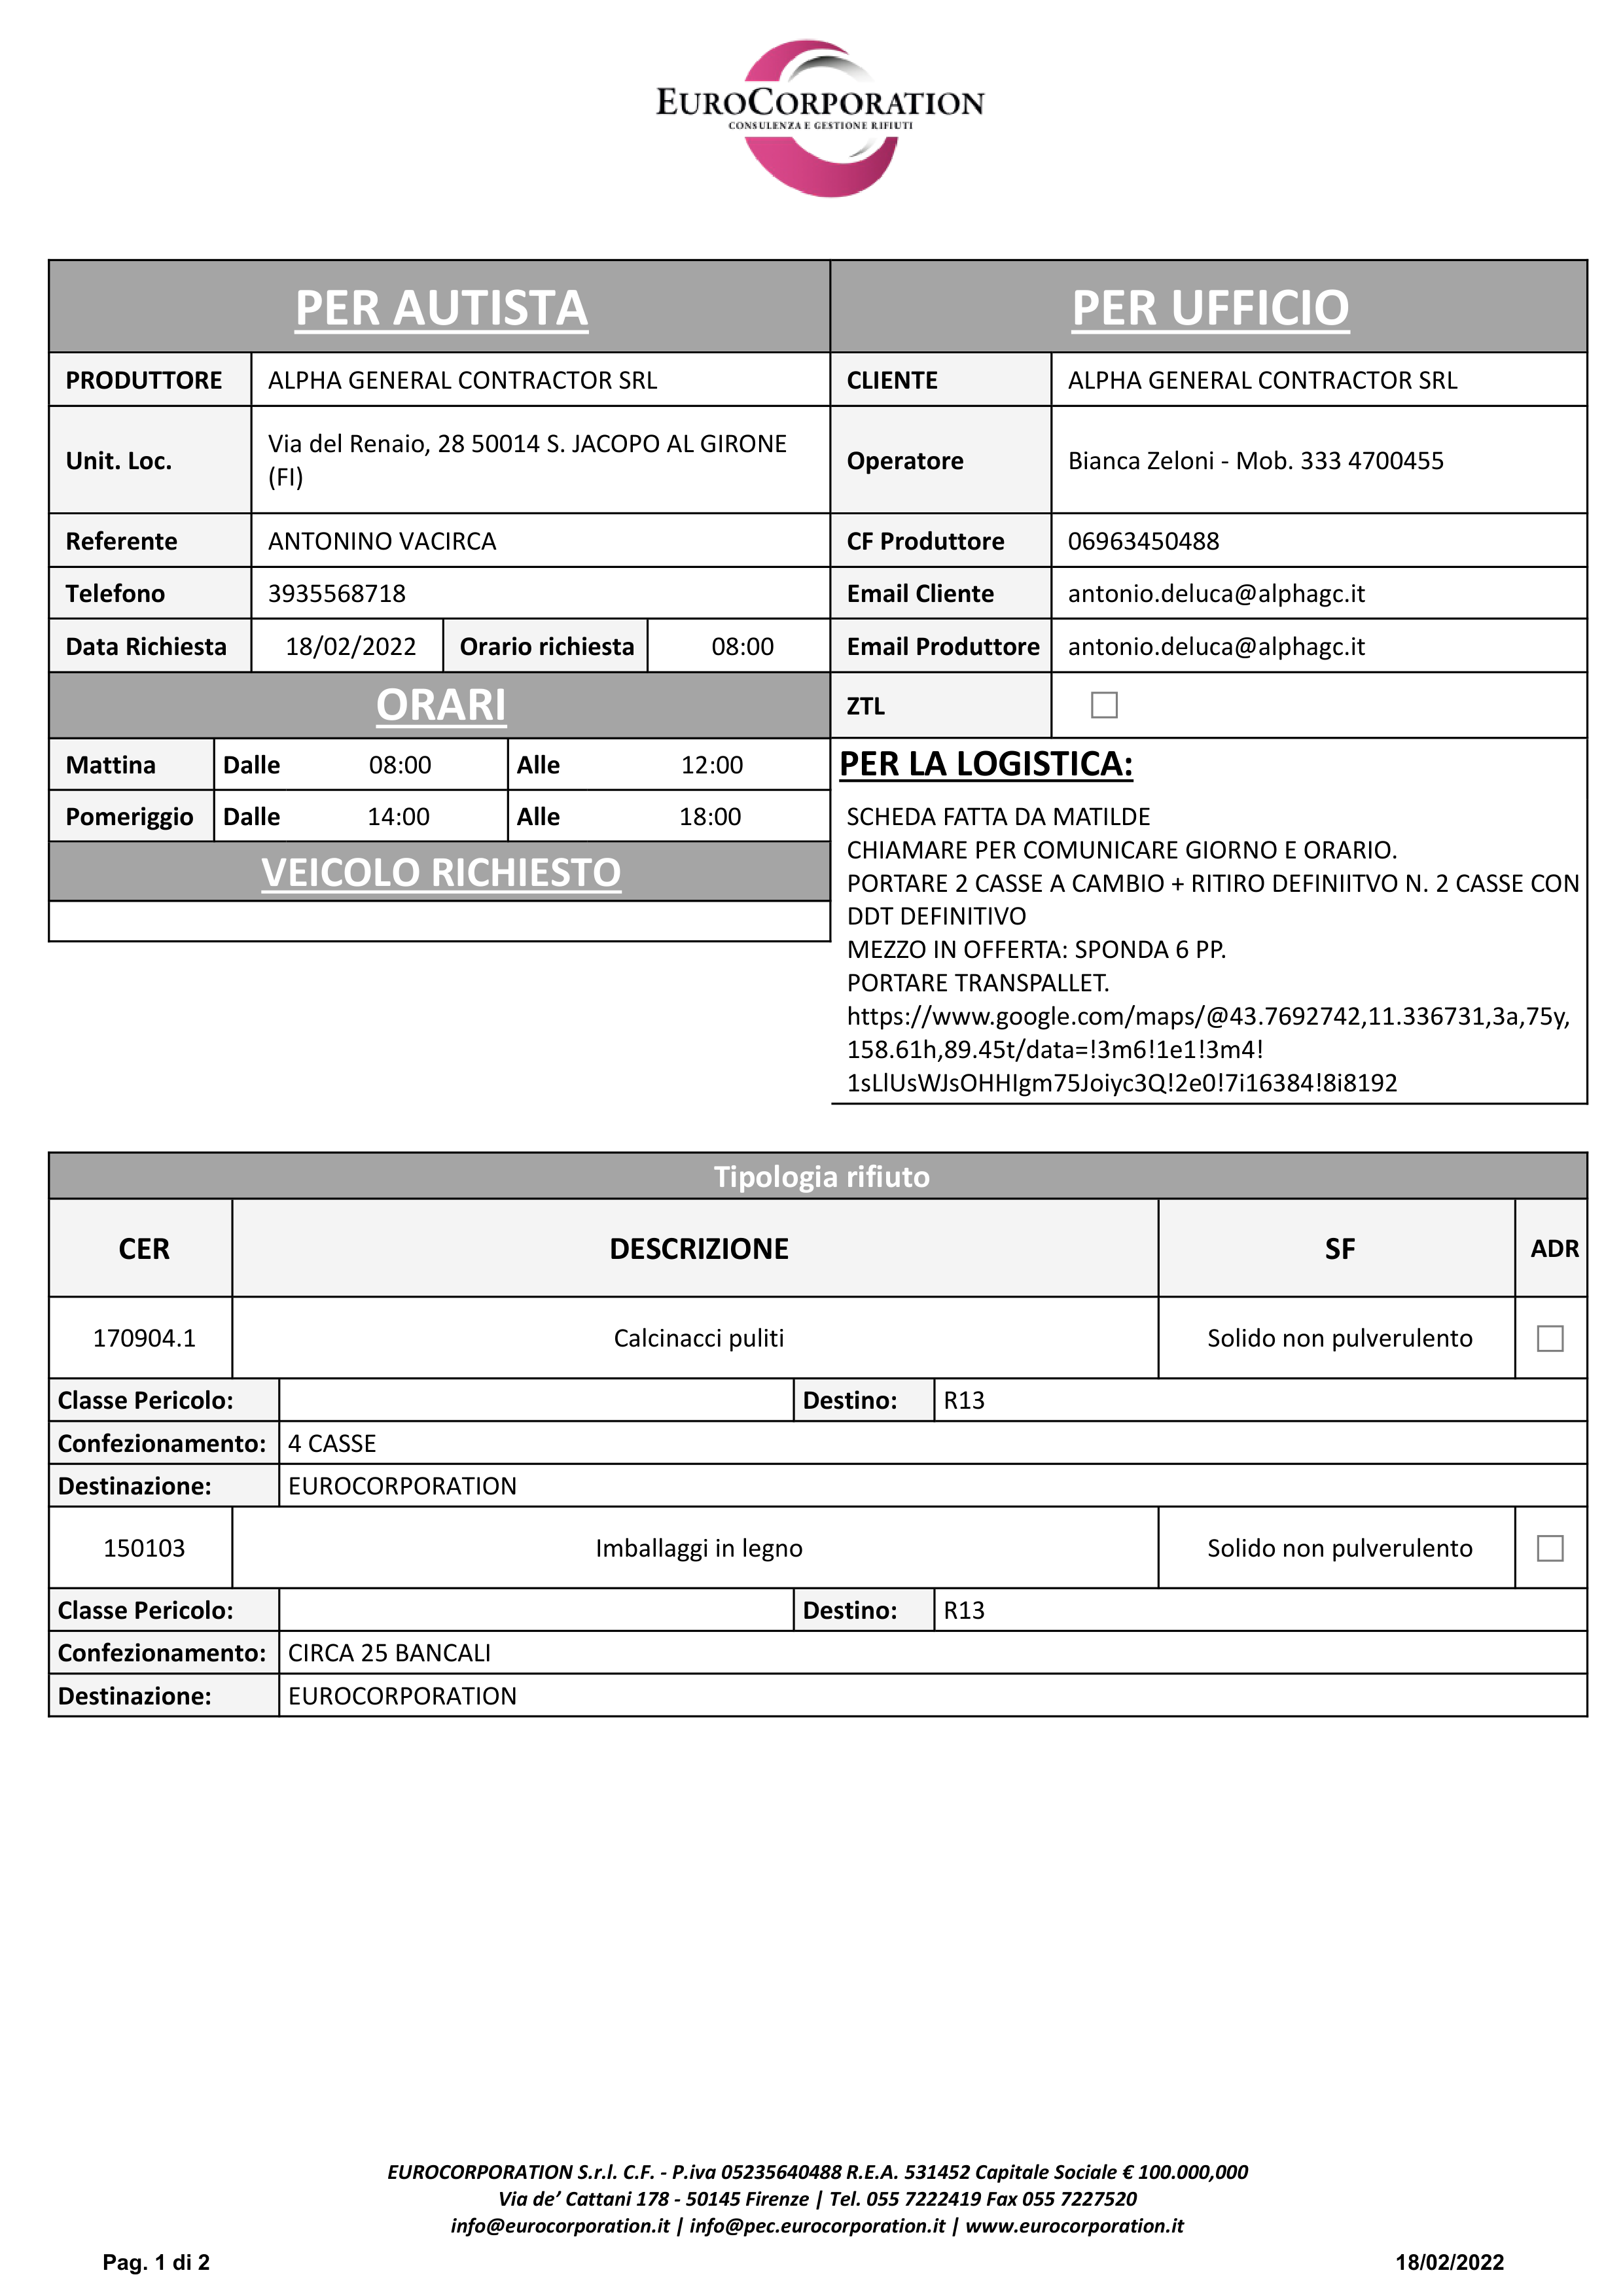 EUROCORPORATION
CONSULENZA E GESTIONE RIFIUTI
PER AUTISTA
PRODUTTORE ALPHA GENERAL CONTRACTOR SRL
Unit. Loc. Via del Renaio, 28 50014 S. JACOPO AL GIRONE
(FI)
Referente ANTONINO VACIRCA
Telefono 3935568718
Data Richiesta 18/02/2022 Orario richiesta 08:00
ORARI
Mattina Dalle 08:00 Alle 12:00
Pomeriggio Dalle 14:00 Alle 18:00
VEICOLO RICHIESTO
PER UFFICIO
CLIENTE ALPHA GENERAL CONTRACTOR SRL
Operatore Bianca Zeloni - Mob. 333 4700455
CF Produttore 06963450488
Email Cliente antonio.deluca@alphagc.it
Email Produttore antonio.deluca@alphagc.it
ZTL
PER LA LOGISTICA:
SCHEDA FATTA DA MATILDE
CHIAMARE PER COMUNICARE GIORNO E ORARIO.
PORTARE 2 CASSE A CAMBIO + RITIRO DEFINIITVO N. 2 CASSE CON
DDT DEFINITIVO
MEZZO IN OFFERTA: SPONDA 6 PP.
PORTARE TRANSPALLET.
https://www.google.com/maps/@43.7692742,11.336731,3a,75y,
158.61h,89.45t/data=!3m6!1e1!3m4!
1sLlUsWJsOHHIgm75Joiyc3Q!2e0!7i16384!8i8192
Tipologia rifiuto
CER DESCRIZIONE SF ADR
170904.1 Calcinacci puliti Solido non pulverulento
Classe Pericolo: Destino: R13
Confezionamento: 4 CASSE
Destinazione: EUROCORPORATION
150103 Imballaggi in legno Solido non pulverulento
Classe Pericolo: Destino: R13
Confezionamento: CIRCA 25 BANCALI
Destinazione: EUROCORPORATION
EUROCORPORATION S.r.l. C.F. - P.iva 05235640488 R.E.A. 531452 Capitale Sociale € 100.000,000
Via de’ Cattani 178 - 50145 Firenze | Tel. 055 7222419 Fax 055 7227520
info@eurocorporation.it | info@pec.eurocorporation.it | www.eurocorporation.it
Pag. 1 di 2 18/02/2022